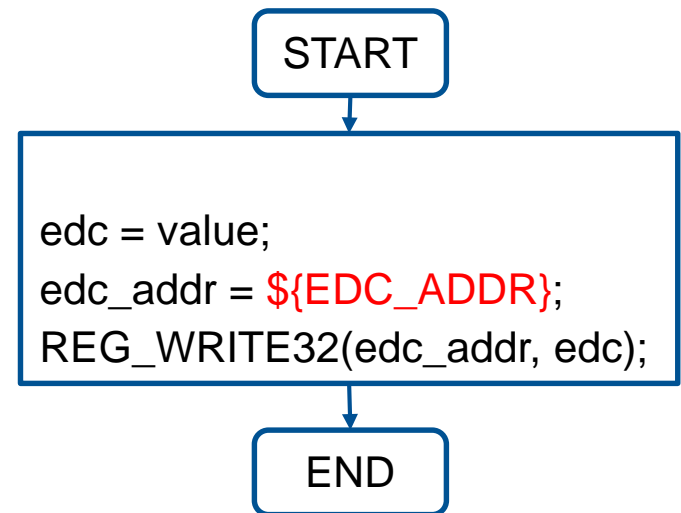 START
edc = value;
edc_addr = ${EDC_ADDR};
REG_WRITE32(edc_addr, edc);
END